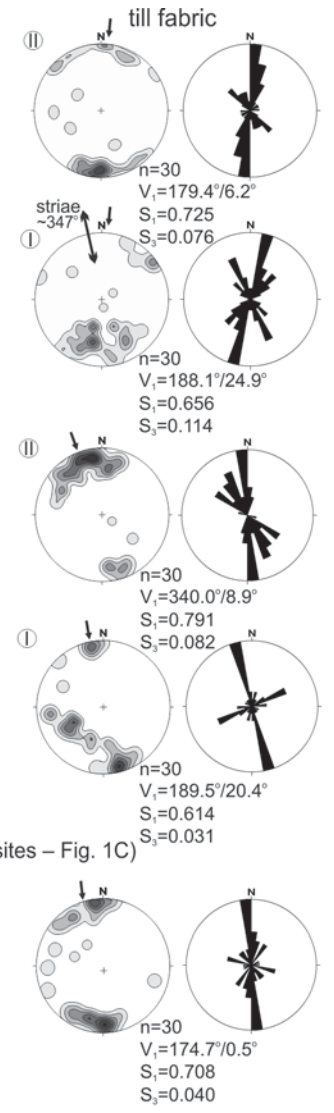 till fabric
II N N
n=30
V₁=179.4°/6.2°
S₁=0.725
S₃=0.076
striae
~347°
I N N
n=30
V₁=188.1°/24.9°
S₁=0.656
S₃=0.114
II N N
n=30
V₁=340.0°/8.9°
S₁=0.791
S₃=0.082
I N N
n=30
V₁=189.5°/20.4°
S₁=0.614
S₃=0.031
sites – Fig. 1C)
N N
n=30
V₁=174.7°/0.5°
S₁=0.708
S₃=0.040